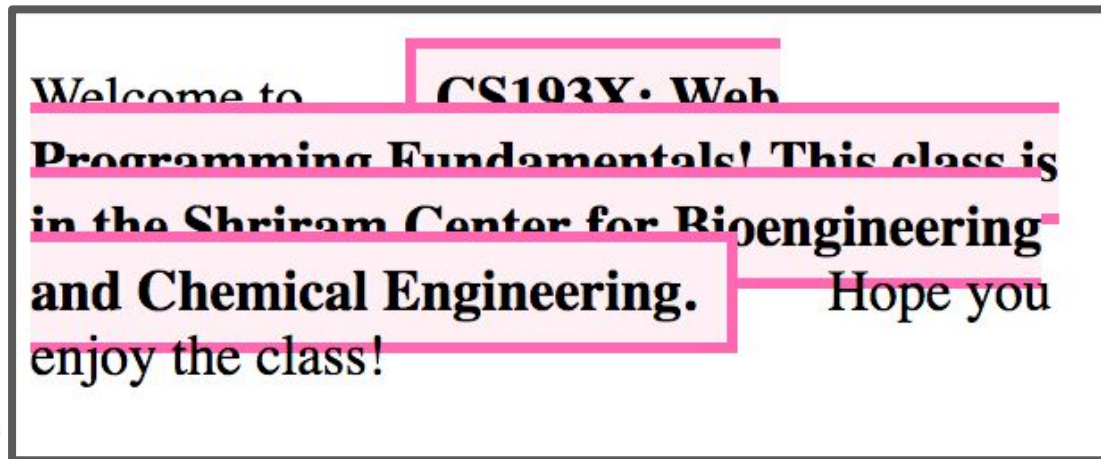 Welcome to CS193X: Web
Programming Fundamentals! This class is
in the Shriram Center for Bioengineering
and Chemical Engineering. Hope you
enjoy the class!